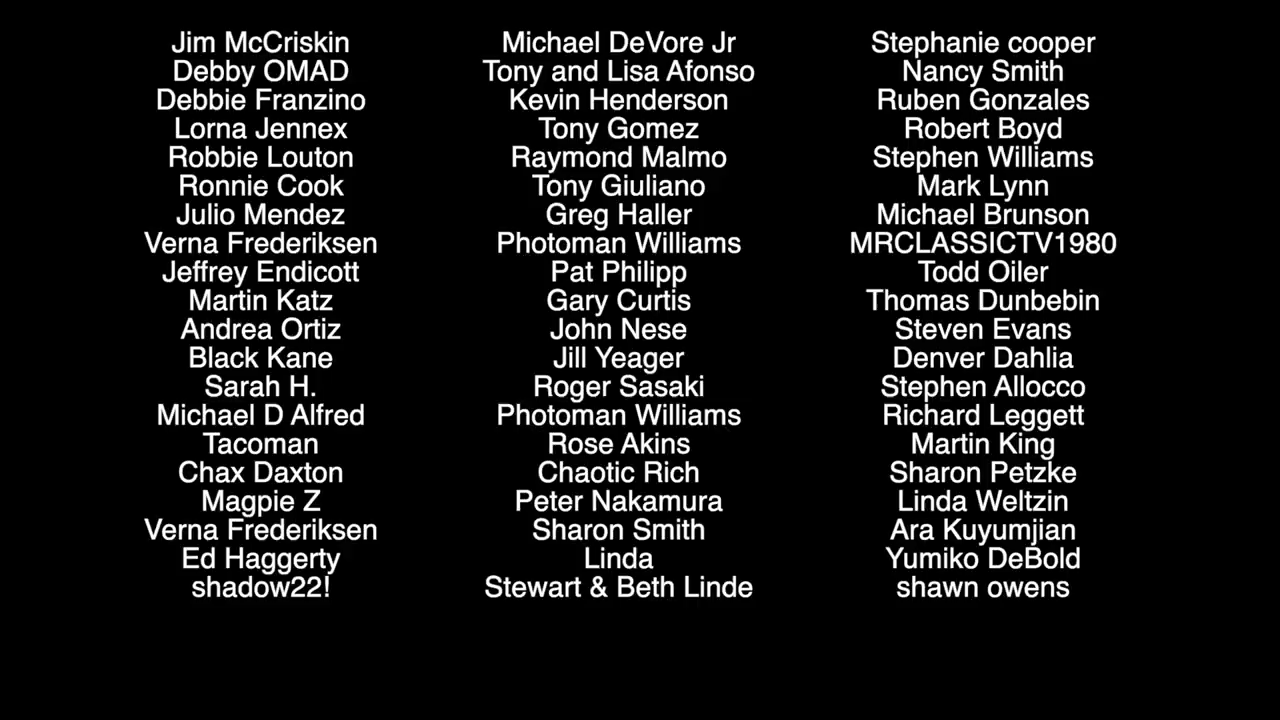 Jim McCriskin
Debby OMAD
Debbie Franzino
Lorna Jennex
Robbie Louton
Ronnie Cook
Julio Mendez
Verna Frederiksen
Jeffrey Endicott
Martin Katz
Andrea Ortiz
Black Kane
Sarah H.
Michael D Alfred
Tacoman
Chax Daxton
Magpie Z
Verna Frederiksen
Ed Haggerty
shadow22!
Michael DeVore Jr
Tony and Lisa Afonso
Kevin Henderson
Tony Gomez
Raymond Malmo
Tony Giuliano
Greg Haller
Photoman Williams
Pat Philipp
Gary Curtis
John Nese
Jill Yeager
Roger Sasaki
Photoman Williams
Rose Akins
Chaotic Rich
Peter Nakamura
Sharon Smith
Linda
Stewart & Beth Linde
Stephanie cooper
Nancy Smith
Ruben Gonzales
Robert Boyd
Stephen Williams
Mark Lynn
Michael Brunson
MRCLASSICTV1980
Todd Oiler
Thomas Dunbebin
Steven Evans
Denver Dahlia
Stephen Allocco
Richard Leggett
Martin King
Sharon Petzke
Linda Weltzin
Ara Kuyumjian
Yumiko DeBold
shawn owens